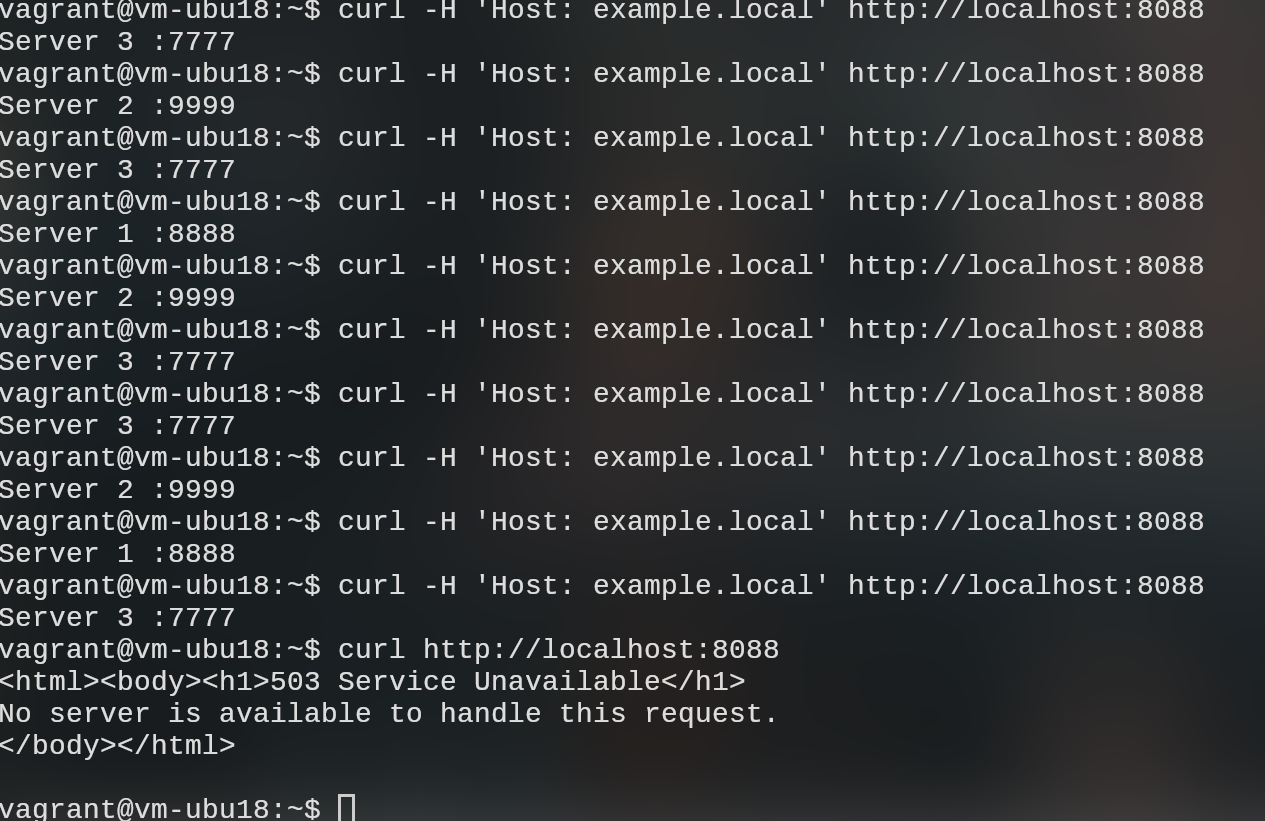 vagrant@vm-ubu18:~$ curl -H 'Host: example.local' http://localhost:8088
Server 3 :7777
vagrant@vm-ubu18:~$ curl -H 'Host: example.local' http://localhost:8088
Server 2 :9999
vagrant@vm-ubu18:~$ curl -H 'Host: example.local' http://localhost:8088
Server 3 :7777
vagrant@vm-ubu18:~$ curl -H 'Host: example.local' http://localhost:8088
Server 1 :8888
vagrant@vm-ubu18:~$ curl -H 'Host: example.local' http://localhost:8088
Server 2 :9999
vagrant@vm-ubu18:~$ curl -H 'Host: example.local' http://localhost:8088
Server 3 :7777
vagrant@vm-ubu18:~$ curl -H 'Host: example.local' http://localhost:8088
Server 3 :7777
vagrant@vm-ubu18:~$ curl -H 'Host: example.local' http://localhost:8088
Server 2 :9999
vagrant@vm-ubu18:~$ curl -H 'Host: example.local' http://localhost:8088
Server 1 :8888
vagrant@vm-ubu18:~$ curl -H 'Host: example.local' http://localhost:8088
Server 3 :7777
vagrant@vm-ubu18:~$ curl http://localhost:8088
<html><body><h1>503 Service Unavailable</h1>
No server is available to handle this request.
</body></html>
vagrant@vm-ubu18:~$